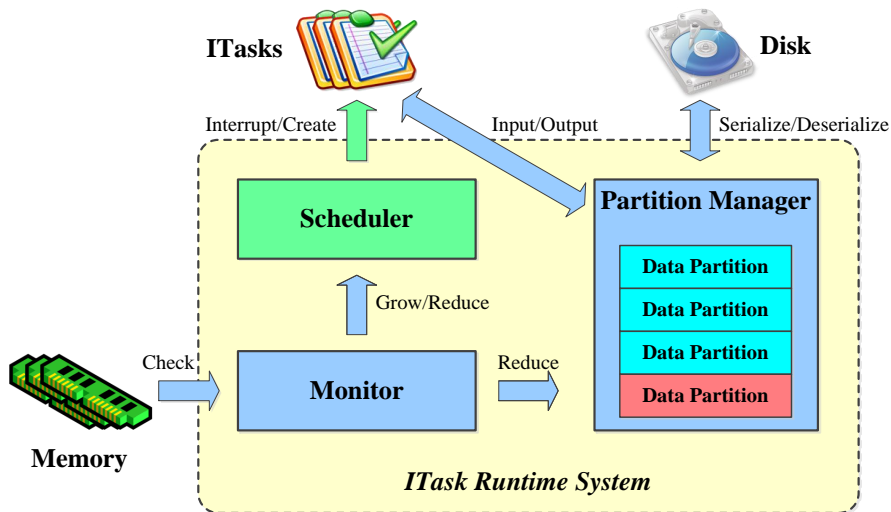 ITasks
Disk
Interrupt/Create
Input/Output
Serialize/Deserialize
Scheduler
Partition Manager
Data Partition
Data Partition
Data Partition
Data Partition
Grow/Reduce
Check
Monitor
Reduce
Memory
ITask Runtime System